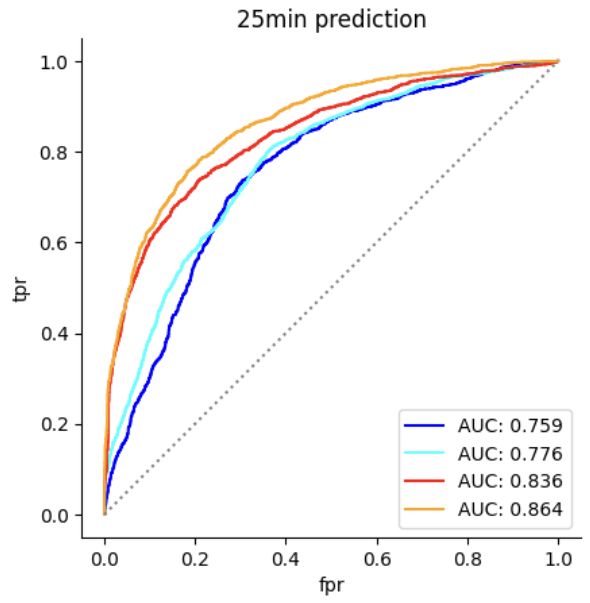 25min prediction
1.0
0.8
0.6
0.4
0.2
0.0
tpr
0.0 0.2 0.4 0.6 0.8 1.0
fpr
AUC: 0.759
AUC: 0.776
AUC: 0.836
AUC: 0.864